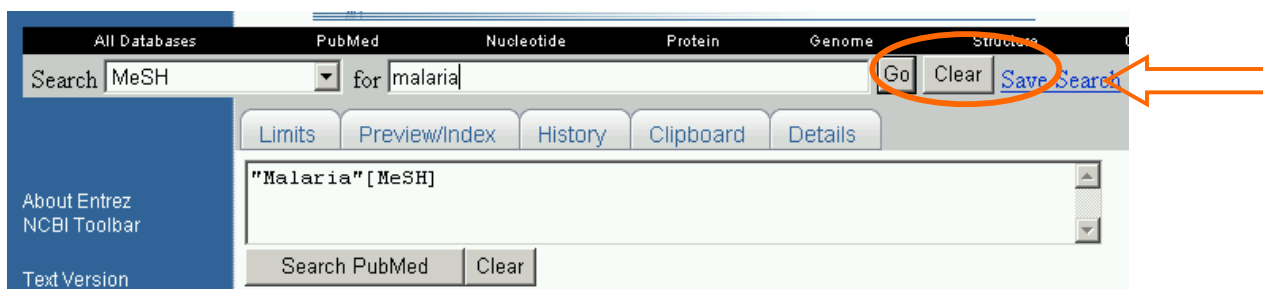 All Databases PubMed Nucleotide Protein Genome Structure
Search MeSH for malaria Go Clear Save Search
Limits Preview/Index History Clipboard Details
"Malaria"[MeSH]
About Entrez
NCBI Toolbar
Search PubMed Clear
Text Version